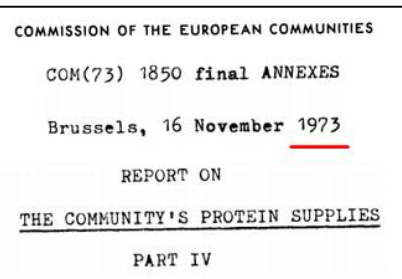 COMMISSION OF THE EUROPEAN COMMUNITIES
COM(73) 1850 final ANNEXES
Brussels, 16 November 1973
REPORT ON
THE COMMUNITY'S PROTEIN SUPPLIES
PART IV